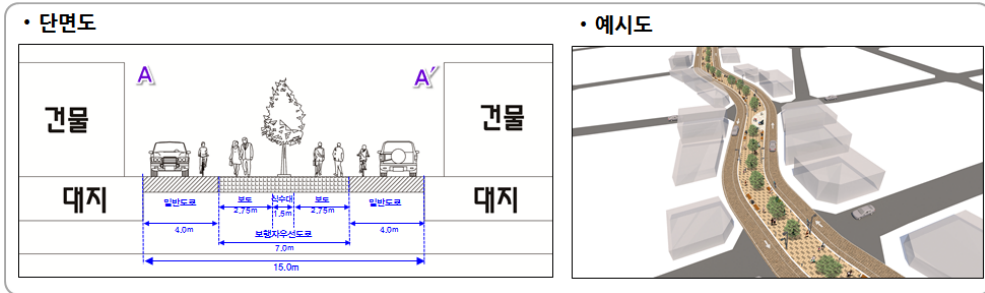 • 단면도
• 예시도
A
A′
건물
건물
대지
대지
일반도로
보도
식수대
보도
일반도로
4.0m
2.75m
1.5m
2.75m
4.0m
보행자우선도로
7.0m
15.0m